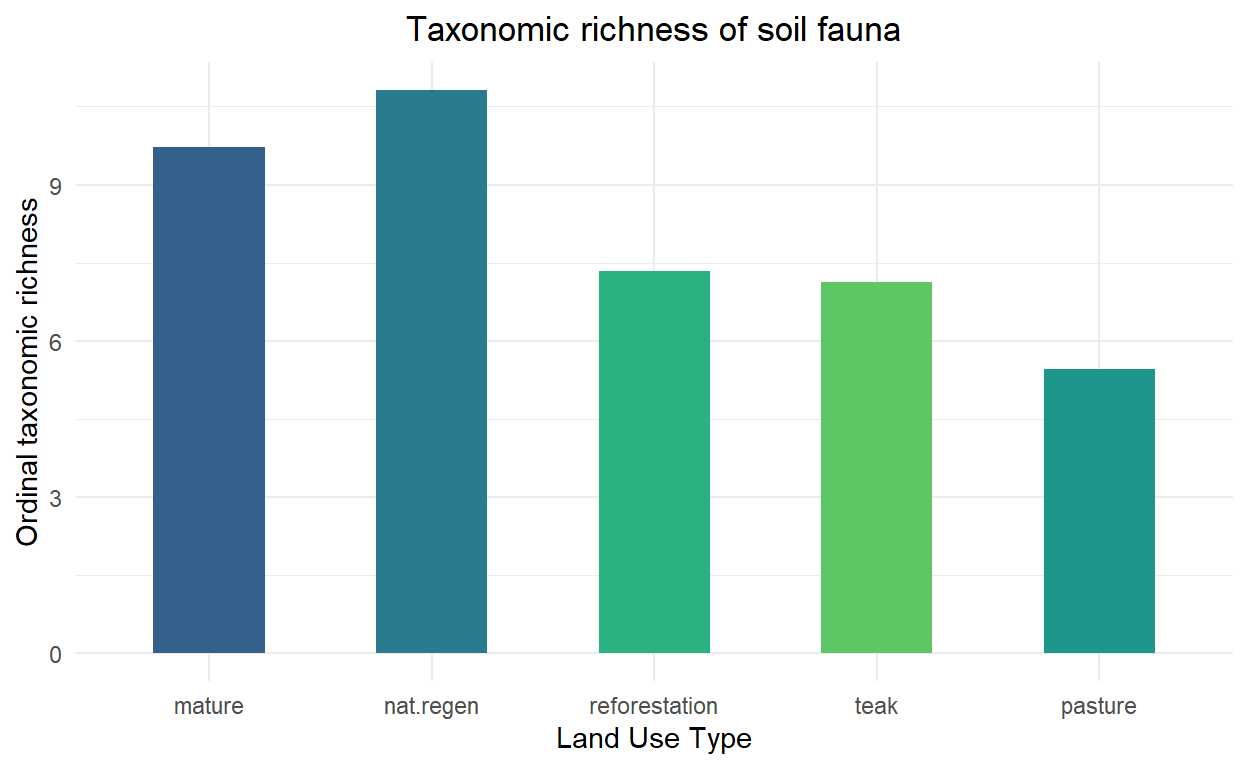 Taxonomic richness of soil fauna
Ordinal taxonomic richness
9
6
3
0
mature nat.regen reforestation teak pasture
Land Use Type